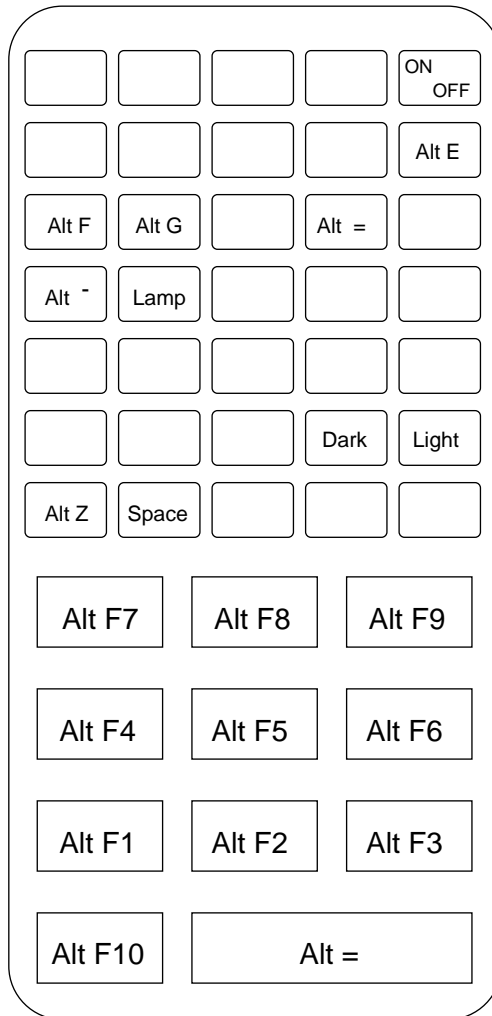 ON
OFF
Alt E
Alt F Alt G Alt =
Alt - Lamp
Dark Light
Alt Z Space
Alt F7 Alt F8 Alt F9
Alt F4 Alt F5 Alt F6
Alt F1 Alt F2 Alt F3
Alt F10 Alt =